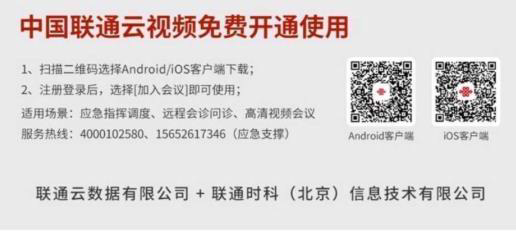 中国联通云视频免费开通使用
1、扫描二维码选择Android/iOS客户端下载；
2、注册登录后，选择[加入会议]即可使用；
适用场景：应急指挥调度、远程会诊问诊、高清视频会议
服务热线：4000102580、15652617346（应急支撑）
Android客户端
iOS客户端
联通云数据有限公司 + 联通时科（北京）信息技术有限公司